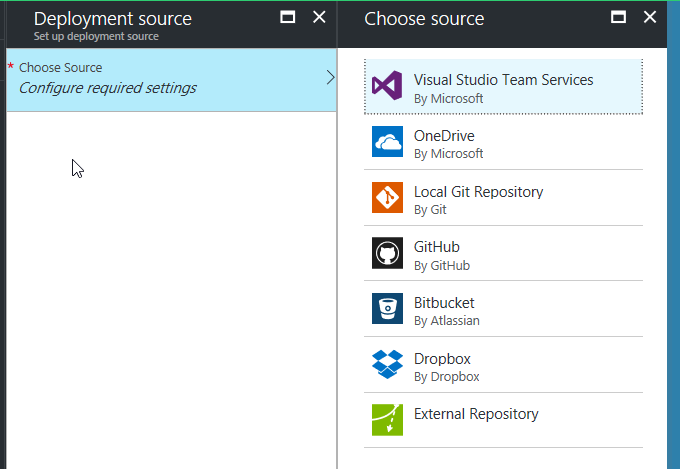 Deployment source
Set up deployment source
* Choose Source
Configure required settings
Choose source
Visual Studio Team Services
By Microsoft
OneDrive
By Microsoft
Local Git Repository
By Git
GitHub
By GitHub
Bitbucket
By Atlassian
Dropbox
By Dropbox
External Repository